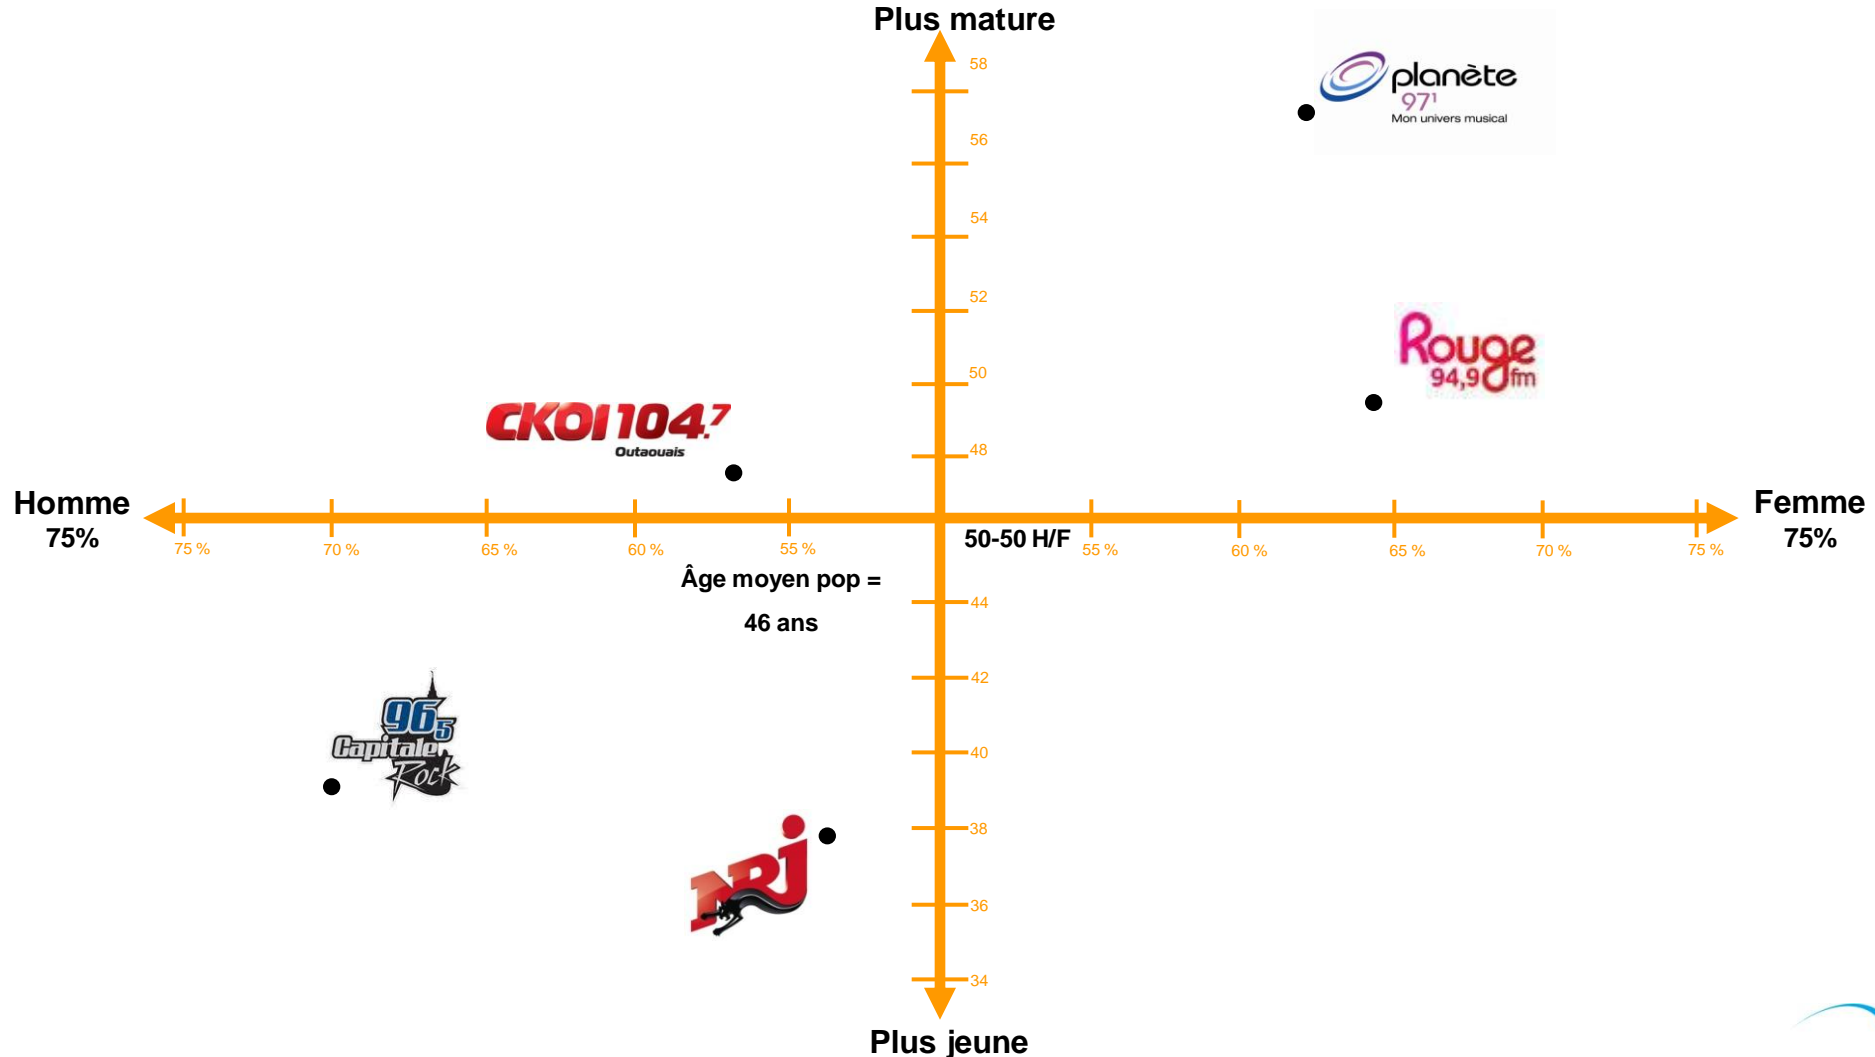 Plus mature
58
planète
97¹
Mon univers musical
56
54
52
Rouge
94,9 fm
50
CKOI 104.7
Outaouais
48
Homme
75%
Femme
75%
75 %
70 %
65 %
60 %
55 %
50-50 H/F
55 %
60 %
65 %
70 %
75 %
Âge moyen pop =
46 ans
44
42
96,5
Capitale
Rock
40
38
NRJ
36
34
Plus jeune